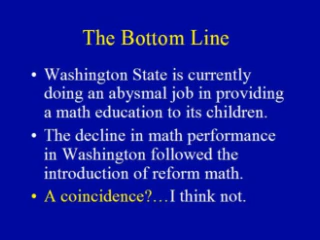 The Bottom Line
• Washington State is currently
doing an abysmal job in providing
a math education to its children.
• The decline in math performance
in Washington followed the
introduction of reform math.
• A coincidence?…I think not.